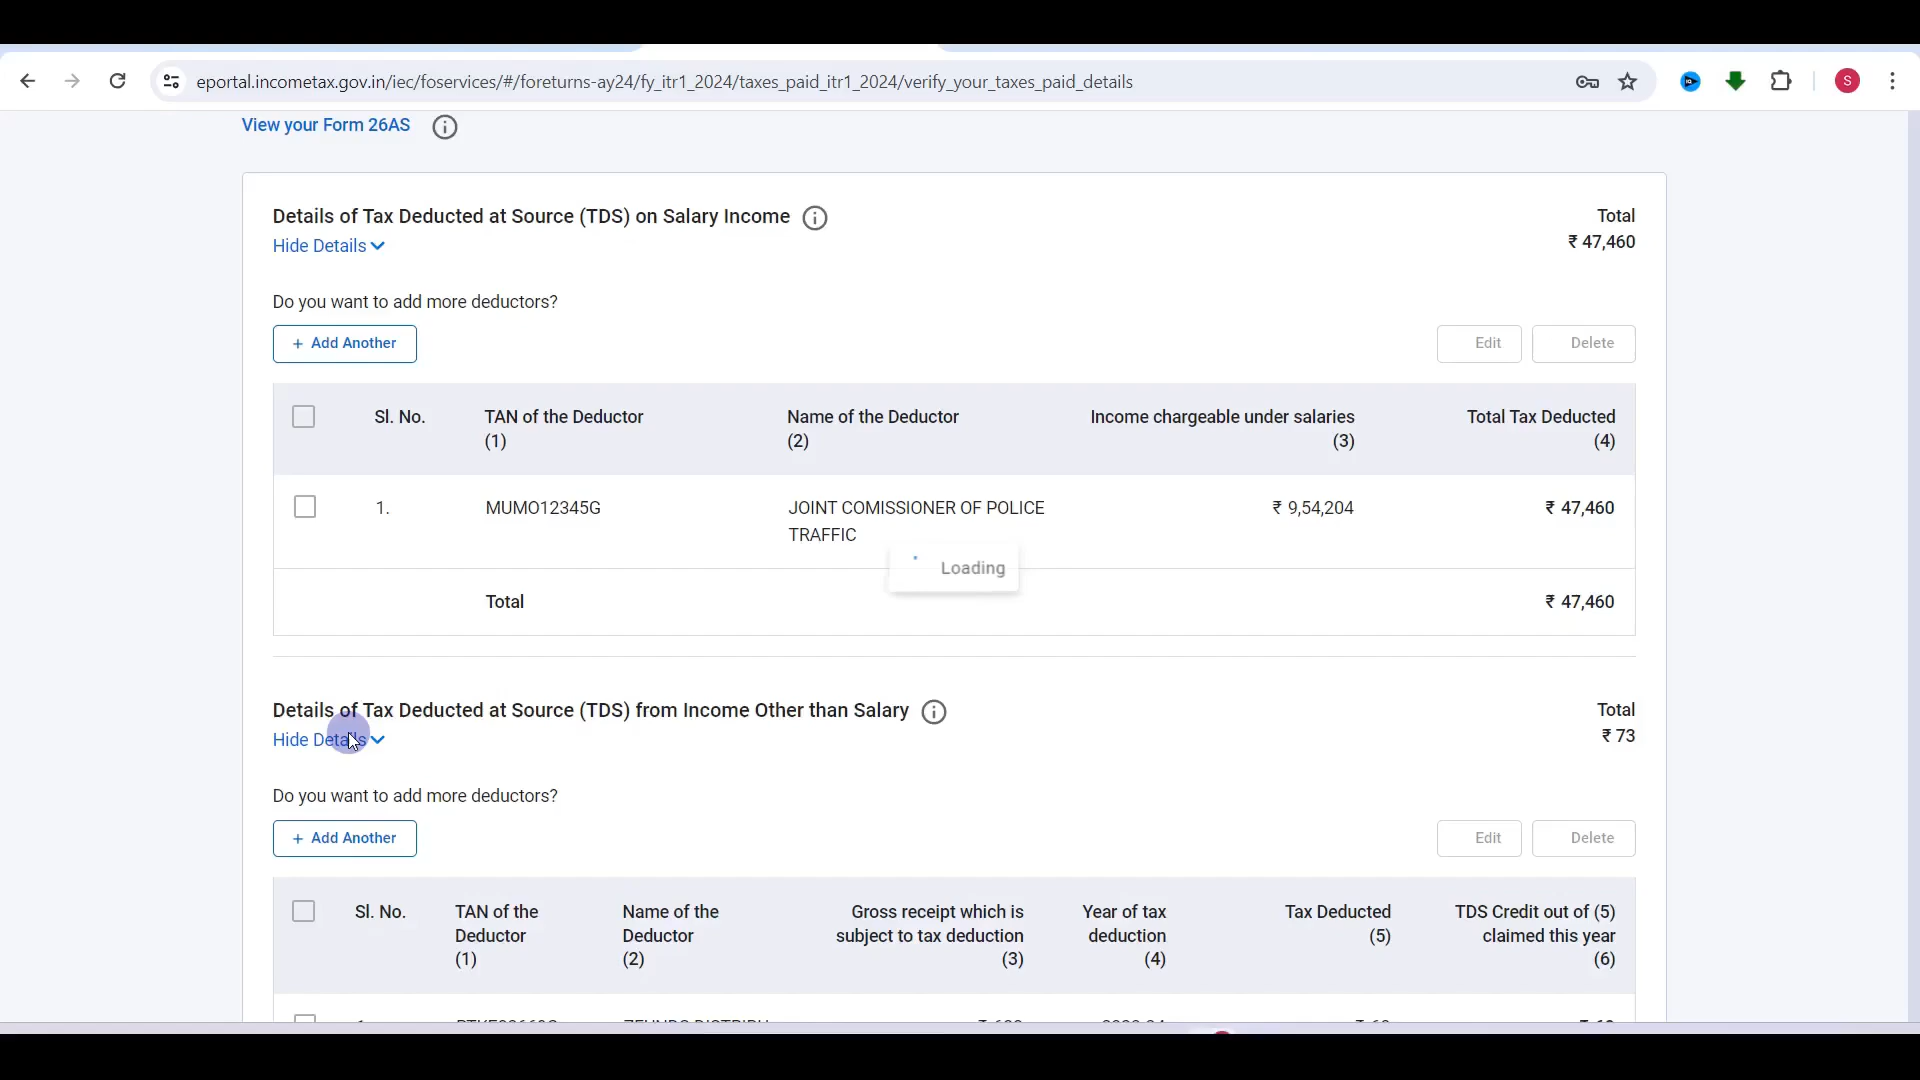 eportal.incometax.gov.in/iec/foservices/#/foreturns-ay24/fy_itr1_2024/taxes_paid_itr1_2024/verify_your_taxes_paid_details
S
View your Form 26AS
Details of Tax Deducted at Source (TDS) on Salary Income
Total
Hide Details
₹ 47,460
Do you want to add more deductors?
+ Add Another
Edit
Delete
Sl. No.
TAN of the Deductor
(1)
Name of the Deductor
(2)
Income chargeable under salaries
(3)
Total Tax Deducted
(4)
1.
MUMO12345G
JOINT COMISSIONER OF POLICE
TRAFFIC
₹ 9,54,204
₹ 47,460
Loading
Total
₹ 47,460
Details of Tax Deducted at Source (TDS) from Income Other than Salary
Total
Hide Details
₹ 73
Do you want to add more deductors?
+ Add Another
Edit
Delete
Sl. No.
TAN of the
Deductor
(1)
Name of the
Deductor
(2)
Gross receipt which is
subject to tax deduction
(3)
Year of tax
deduction
(4)
Tax Deducted
(5)
TDS Credit out of (5)
claimed this year
(6)